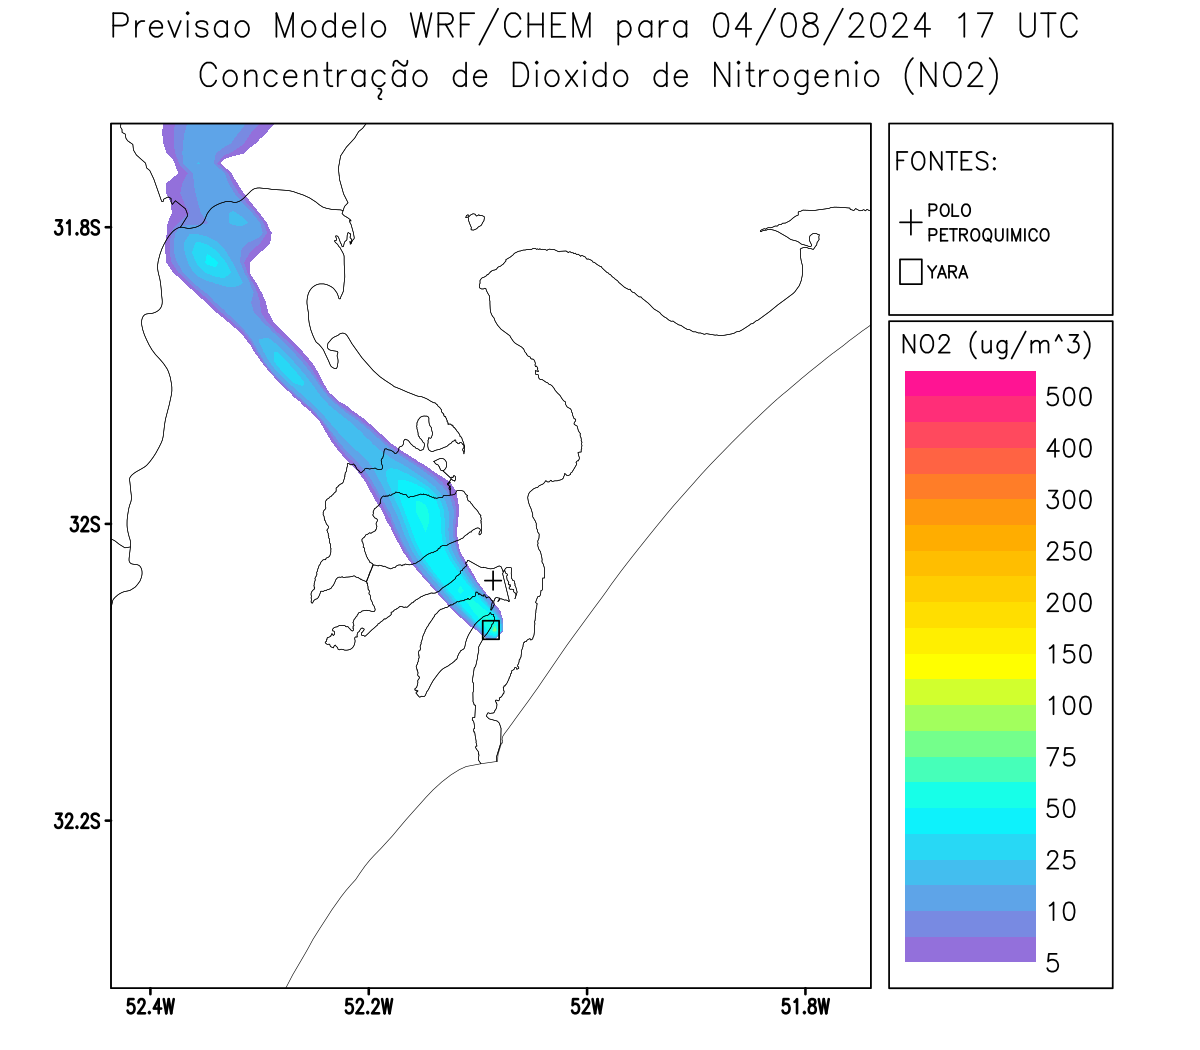 Previsao Modelo WRF/CHEM para 04/08/2024 17 UTC
Concentração de Dioxido de Nitrogenio (NO2)
FONTES:
POLO
PETROQUIMICO
YARA
NO2 (ug/m^3)
500
400
300
250
200
150
100
75
50
25
10
5
31.8S
32S
32.2S
52.4W
52.2W
52W
51.8W